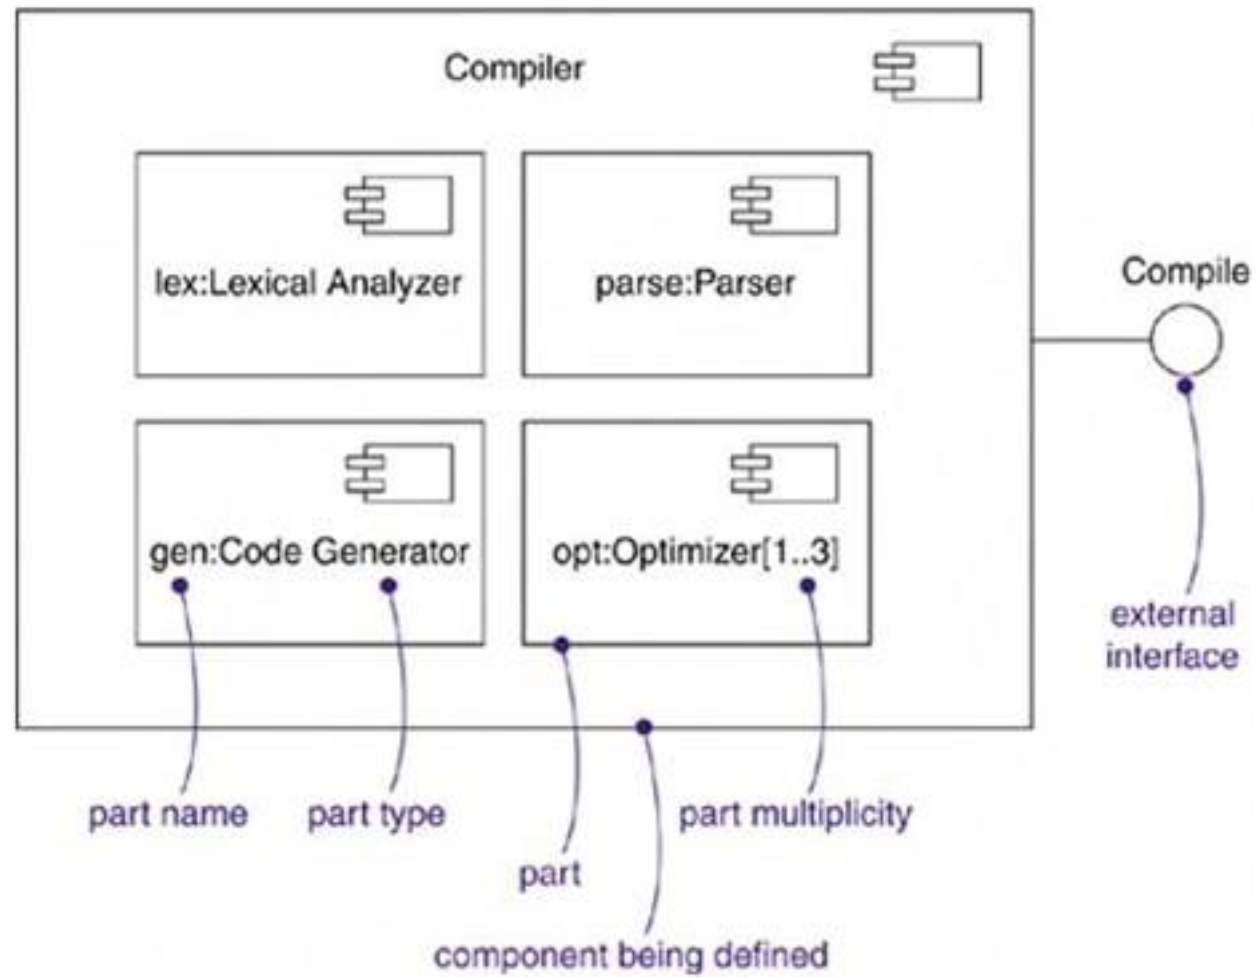 Compiler
lex:Lexical Analyzer
parse:Parser
Compile
gen:Code Generator
opt:Optimizer[1..3]
external
interface
part name
part type
part multiplicity
part
component being defined